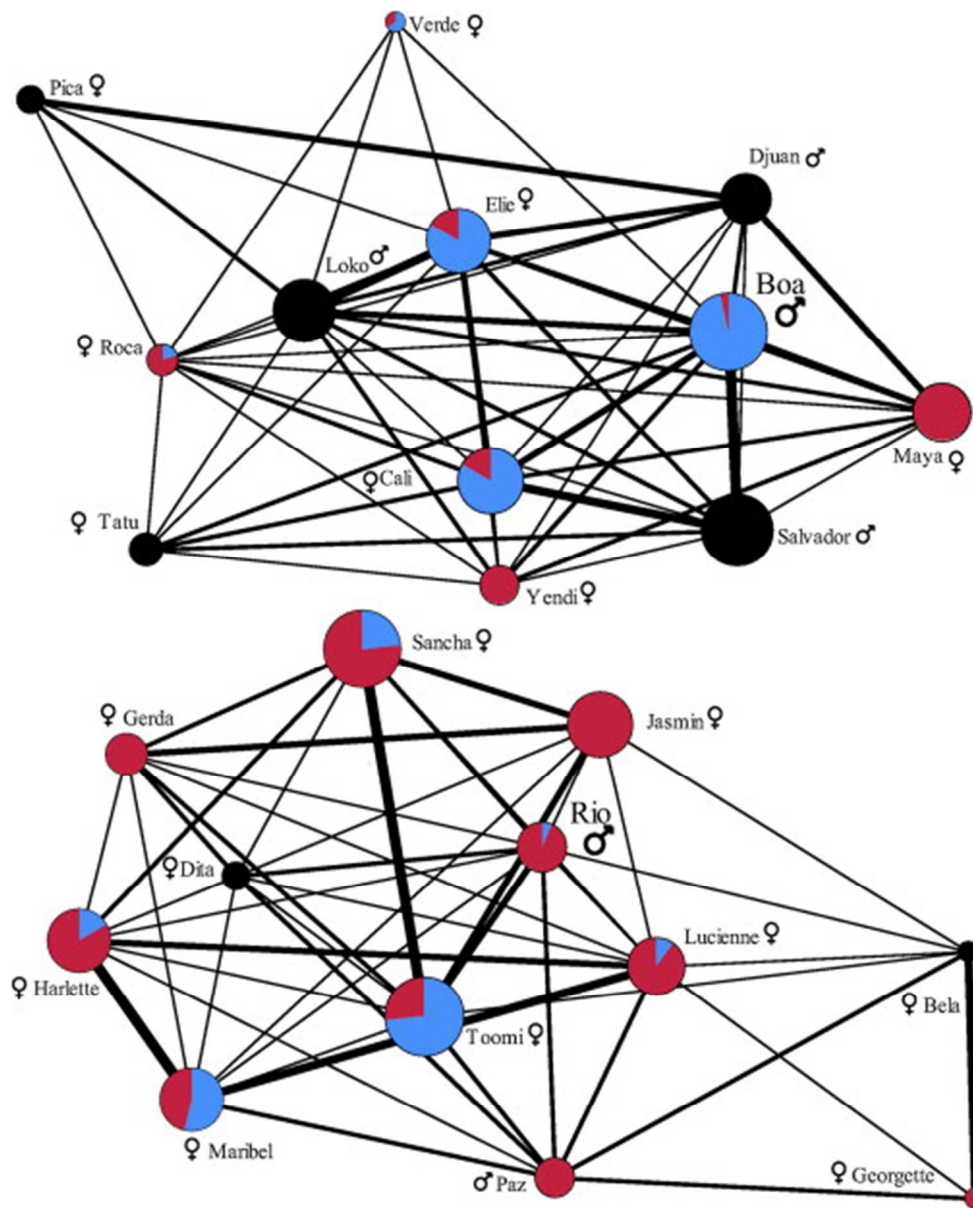 Verde ♀
Pica ♀
Djuan ♂
Elie ♀
Loko ♂
Boa ♂
♀ Roca
Maya ♀
♀ Cali
♀ Tatu
Salvador ♂
Yendi ♀
Sancha ♀
♀ Gerda
Jasmin ♀
Rio ♂
♀ Dita
Lucienne ♀
♀ Harlette
♀ Bela
Toomi ♀
♀ Maribel
♂ Paz
♀ Georgette